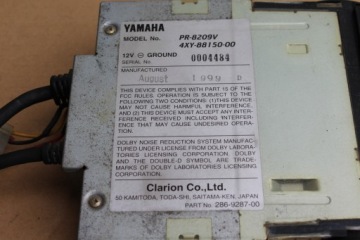 YAMAHA
MODEL No. PR-8209V
4XY-88150-00
12V ⊖ GROUND
SERIAL No. 0004484
MANUFACTURED
August 1999 D
THIS DEVICE COMPLIES WITH PART 15 OF THE
FCC RULES. OPERATION IS SUBJECT TO THE
FOLLOWING TWO CONDITIONS: (1)THIS DEVICE
MAY NOT CAUSE HARMFUL INTERFERENCE,
AND (2) THIS DEVICE MUST ACCEPT ANY INTER-
FERENCE RECEIVED INCLUDING INTERFER-
ENCE THAT MAY CAUSE UNDESIRED OPERA-
TION.
DOLBY NOISE REDUCTION SYSTEM MANUFAC-
TURED UNDER LICENSE FROM DOLBY LABORA-
TORIES LICENSING CORPORATION. DOLBY
AND THE DOUBLE-D SYMBOL ARE TRADE-
MARKS OF DOLBY LABORATORIES LICENSING
CORPORATION.
Clarion Co.,Ltd.
50 KAMITODA, TODA-SHI, SAITAMA-KEN, JAPAN
PART No. 286-9287-00